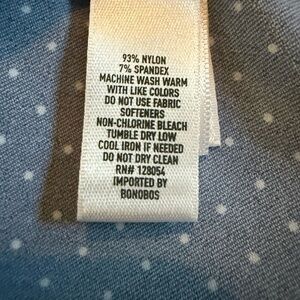 93% NYLON
7% SPANDEX
MACHINE WASH WARM
WITH LIKE COLORS
DO NOT USE FABRIC
SOFTENERS
NON-CHLORINE BLEACH
TUMBLE DRY LOW
COOL IRON IF NEEDED
DO NOT DRY CLEAN
RN# 128054
IMPORTED BY
BONOBOS